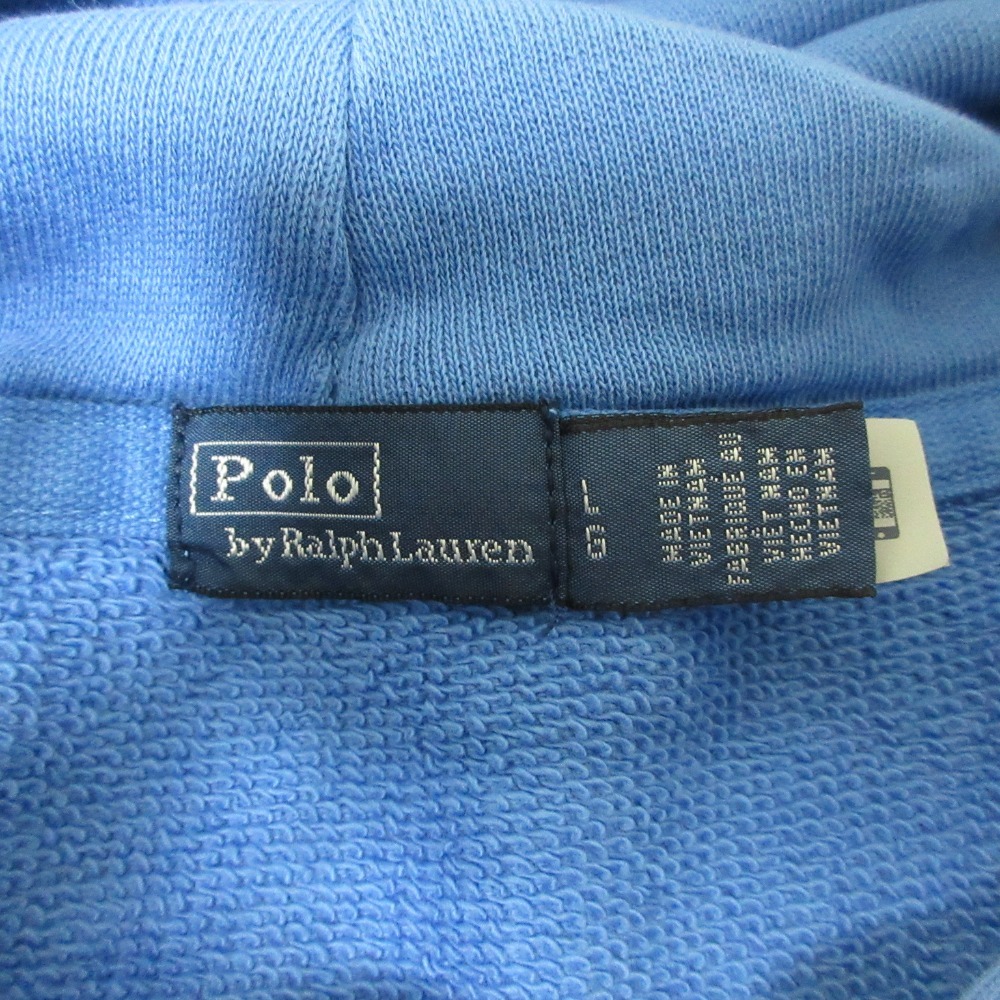 Polo
by Ralph Lauren
L
G
MADE IN
VIETNAM
FABRIQUÉ AU
VIET NAM
HECHO EN
VIETNAM